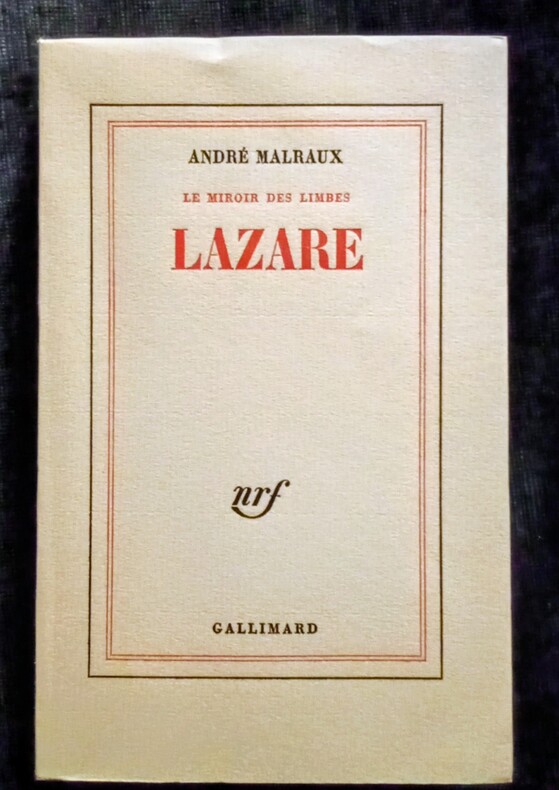 ANDRÉ MALRAUX
LE MIROIR DES LIMBES
LAZARE
nrf
GALLIMARD